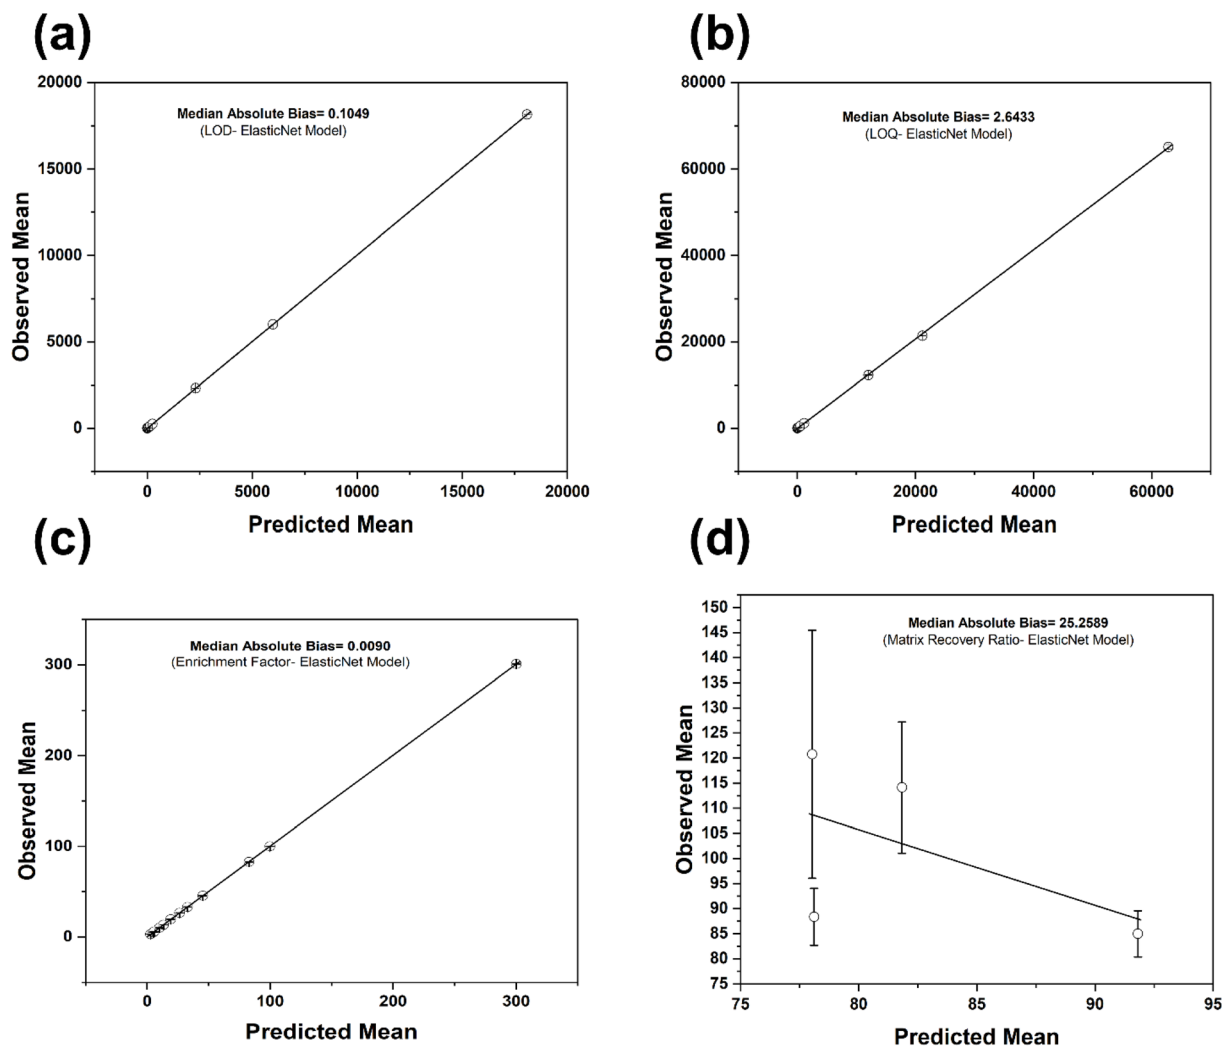 (a)
Median Absolute Bias= 0.1049
(LOD- ElasticNet Model)
20000
15000
10000
5000
0
Observed Mean
0 5000 10000 15000 20000
Predicted Mean
(b)
Median Absolute Bias= 2.6433
(LOQ- ElasticNet Model)
80000
60000
40000
20000
0
Observed Mean
0 20000 40000 60000
Predicted Mean
(c)
Median Absolute Bias= 0.0090
(Enrichment Factor- ElasticNet Model)
300
200
100
0
Observed Mean
0 100 200 300
Predicted Mean
(d)
Median Absolute Bias= 25.2589
(Matrix Recovery Ratio- ElasticNet Model)
150
145
140
135
130
125
120
115
110
105
100
95
90
85
80
75
Observed Mean
75 80 85 90 95
Predicted Mean